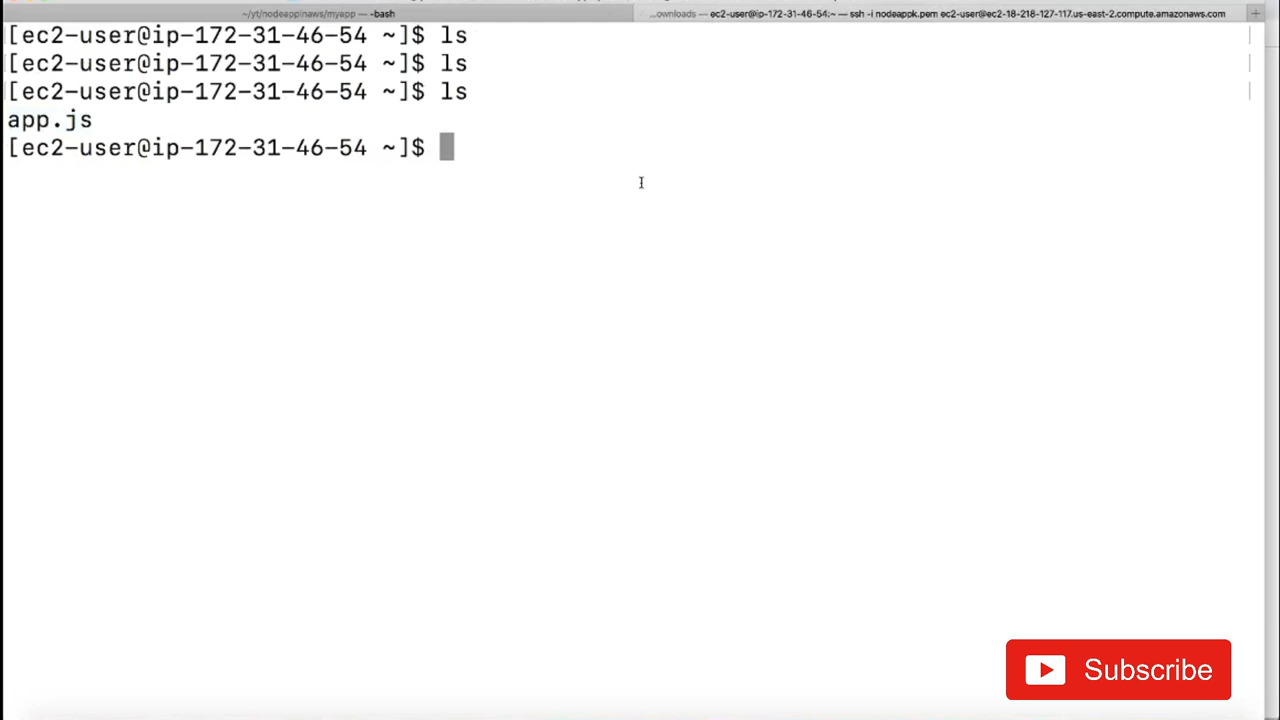 ~/yt/nodeappinaws/myapp — -bash
...ownloads — ec2-user@ip-172-31-46-54:~ — ssh -i nodeappk.pem ec2-user@ec2-18-218-127-117.us-east-2.compute.amazonaws.com +
[ec2-user@ip-172-31-46-54 ~]$ ls
[ec2-user@ip-172-31-46-54 ~]$ ls
[ec2-user@ip-172-31-46-54 ~]$ ls
app.js
[ec2-user@ip-172-31-46-54 ~]$
Subscribe